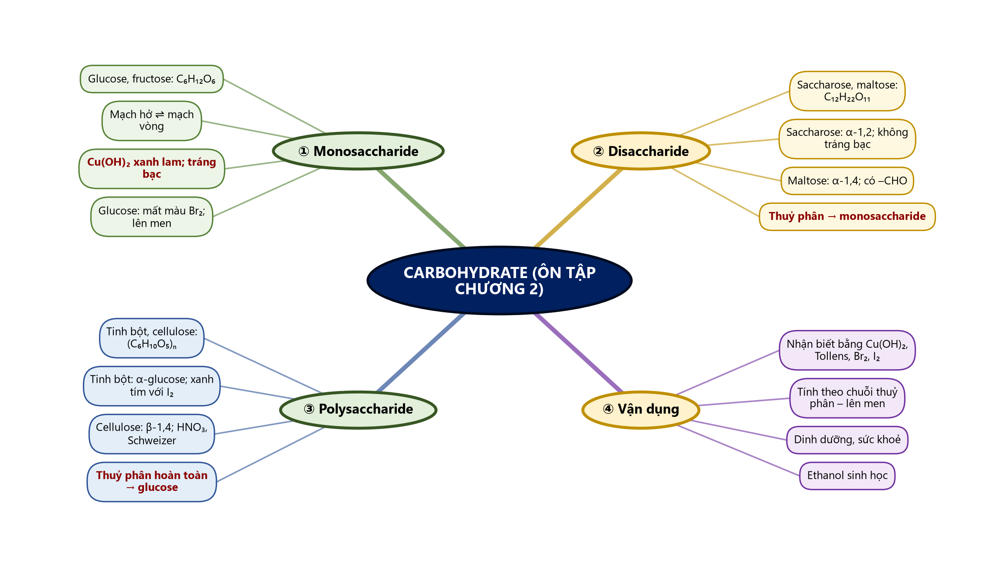 Glucose, fructose: C₆H₁₂O₆
Mạch hở ⇌ mạch
vòng
Cu(OH)₂ xanh lam; tráng
bạc
Glucose: mất màu Br₂;
lên men
① Monosaccharide
② Disaccharide
Saccharose, maltose:
C₁₂H₂₂O₁₁
Saccharose: α-1,2; không
tráng bạc
Maltose: α-1,4; có –CHO
Thuỷ phân → monosaccharide
CARBOHYDRATE (ÔN TẬP
CHƯƠNG 2)
Tinh bột, cellulose:
(C₆H₁₀O₅)ₙ
Tinh bột: α-glucose; xanh
tím với I₂
Cellulose: β-1,4; HNO₃,
Schweizer
Thuỷ phân hoàn toàn
→ glucose
③ Polysaccharide
④ Vận dụng
Nhận biết bằng Cu(OH)₂,
Tollens, Br₂, I₂
Tính theo chuỗi thuỷ
phân – lên men
Dinh dưỡng, sức khoẻ
Ethanol sinh học